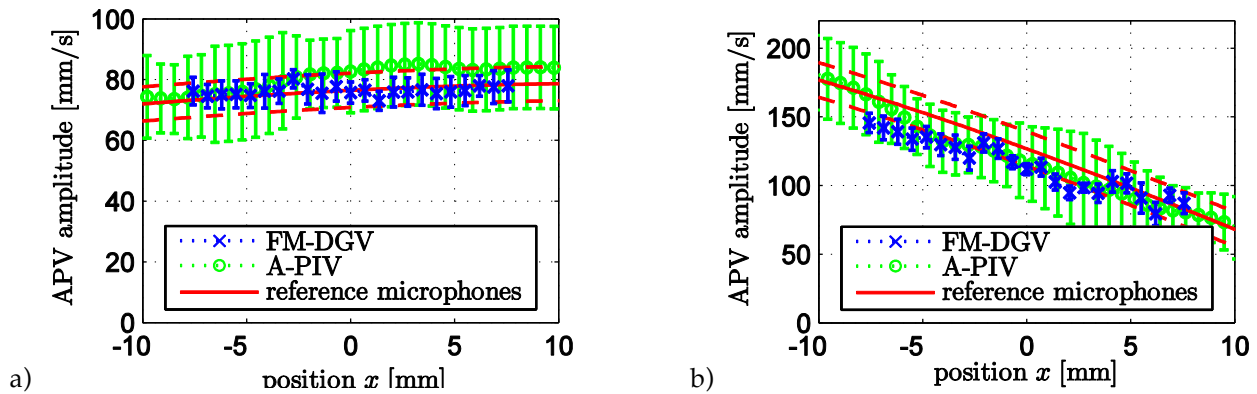 100
80
60
40
20
0
APV amplitude [mm/s]
FM-DGV
A-PIV
reference microphones
-10 -5 0 5 10
position x [mm]
a)
200
150
100
50
0
APV amplitude [mm/s]
FM-DGV
A-PIV
reference microphones
-10 -5 0 5 10
position x [mm]
b)